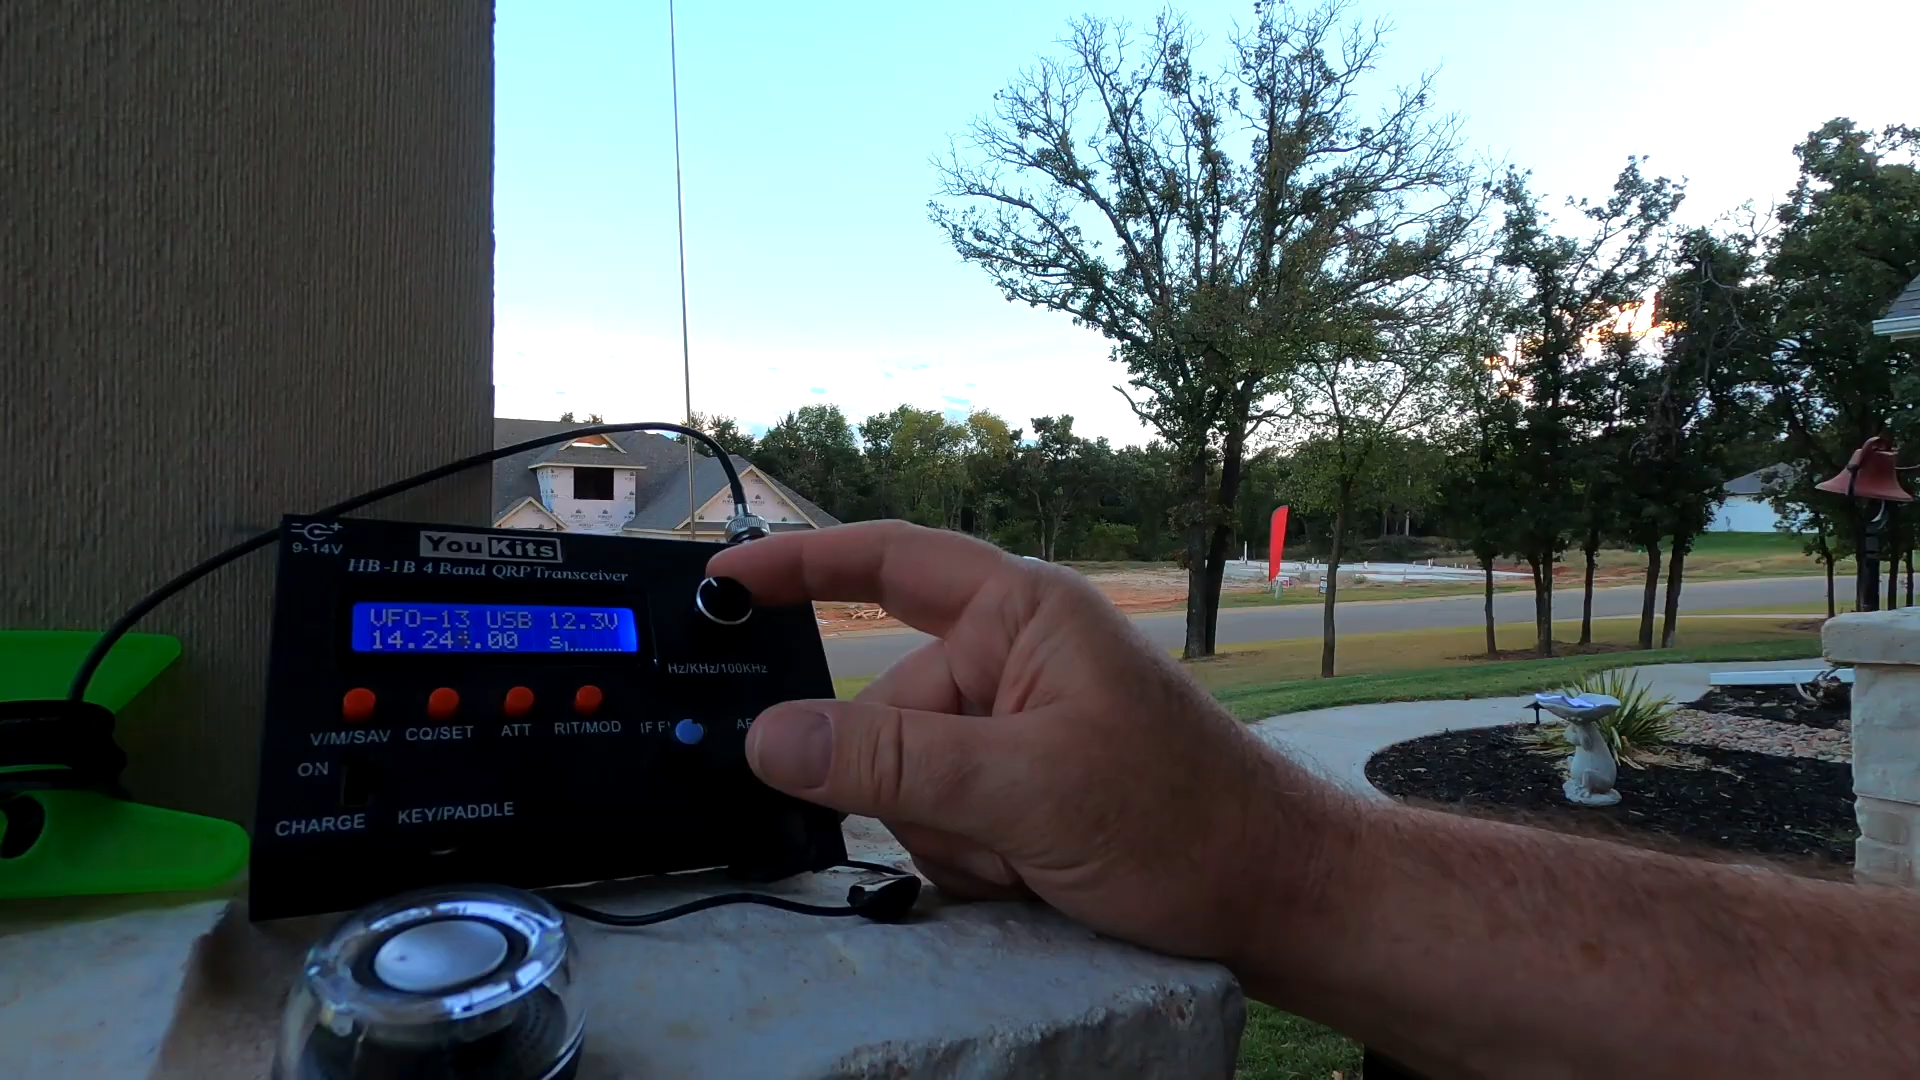 9-14V
YouKits
HB-1B 4 Band QRP Transceiver
VFO-13 USB 12.3V
Hz/KHz/100KHz
V/M/SAV CQ/SET ATT RIT/MOD IF
ON
CHARGE KEY/PADDLE